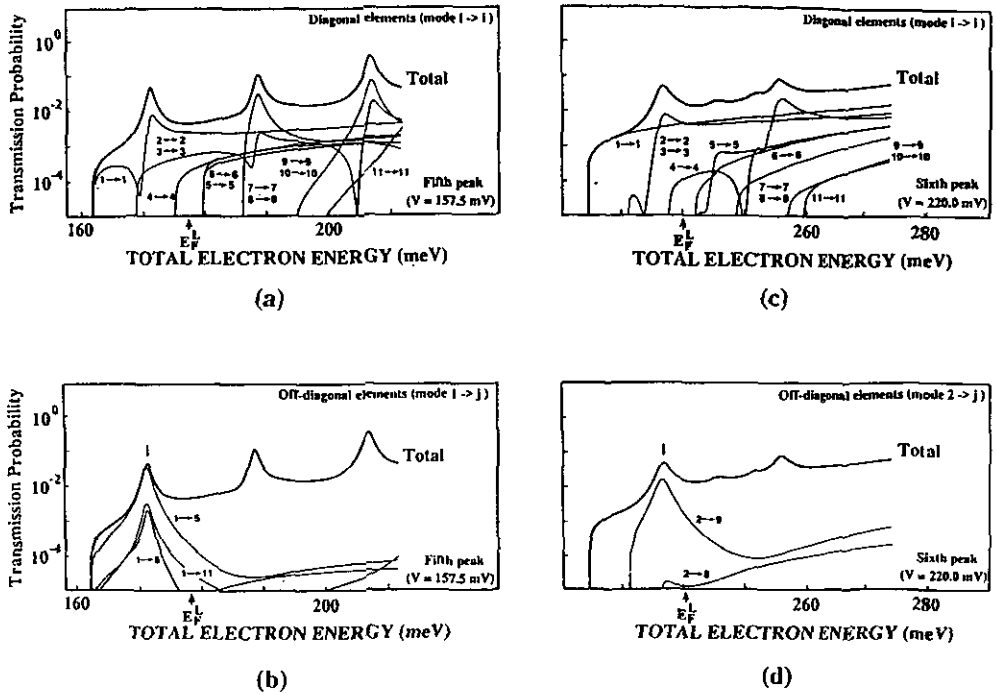 Transmission Probability
10^0
10^-2
10^-4
Diagonal elements (mode i -> i)
Total
1→1
2→2
3→3
4→4
6→6
5→5
7→7
8→8
9→9
10→10
11→11
Fifth peak
(V = 157.5 mV)
160
200
E_F^L
TOTAL ELECTRON ENERGY (meV)
(a)
Diagonal elements (mode i -> i)
Total
1→1
2→2
3→3
4→4
5→5
6→6
7→7
8→8
9→9
10→10
11→11
Sixth peak
(V = 220.0 mV)
240
260
280
E_F^L
TOTAL ELECTRON ENERGY (meV)
(c)
Transmission Probability
10^0
10^-2
10^-4
Off-diagonal elements (mode i -> j)
Total
1→5
1→11
Fifth peak
(V = 157.5 mV)
160
200
E_F^L
TOTAL ELECTRON ENERGY (meV)
(b)
Off-diagonal elements (mode 2 -> j)
Total
2→9
2→8
Sixth peak
(V = 220.0 mV)
240
260
280
E_F^L
TOTAL ELECTRON ENERGY (meV)
(d)